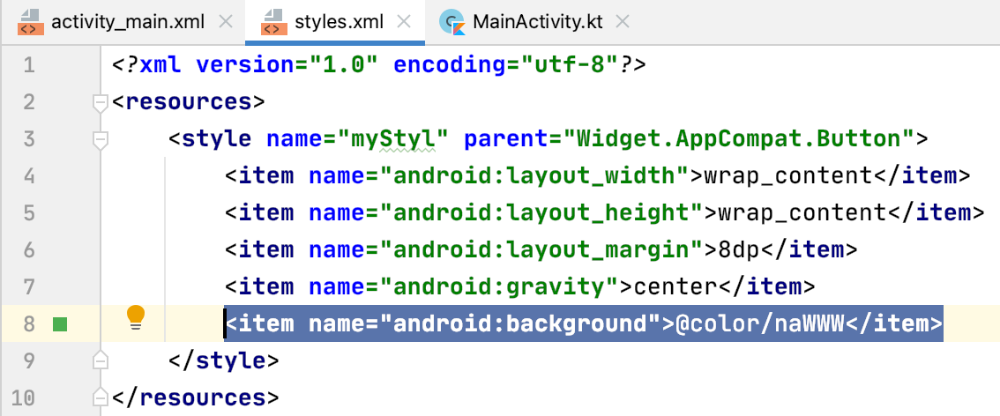 activity_main.xml styles.xml MainActivity.kt
1 <?xml version="1.0" encoding="utf-8"?>
2 <resources>
3 <style name="myStyl" parent="Widget.AppCompat.Button">
4 <item name="android:layout_width">wrap_content</item>
5 <item name="android:layout_height">wrap_content</item>
6 <item name="android:layout_margin">8dp</item>
7 <item name="android:gravity">center</item>
8 <item name="android:background">@color/naWWW</item>
9 </style>
10 </resources>